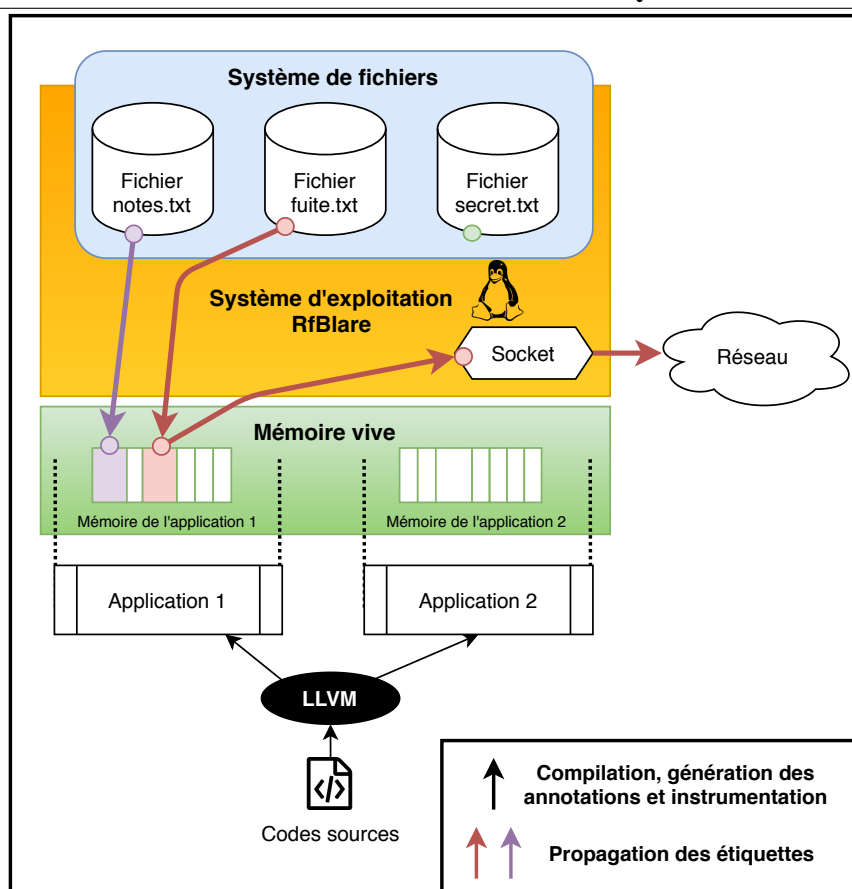 Système de fichiers
Fichier
notes.txt
Fichier
fuite.txt
Fichier
secret.txt
Système d'exploitation
RfBlare
Socket
Réseau
Mémoire vive
Mémoire de l'application 1
Mémoire de l'application 2
Application 1
Application 2
LLVM
</>
Codes sources
Compilation, génération des
annotations et instrumentation
Propagation des étiquettes